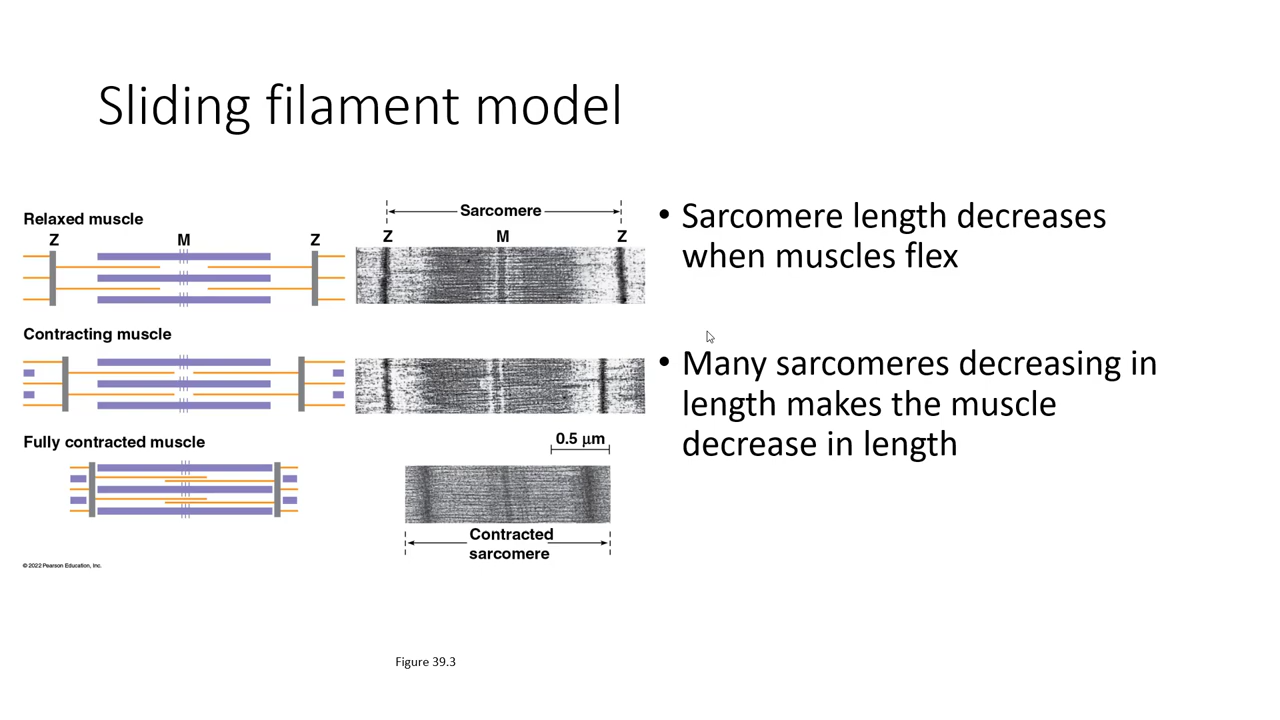 Sliding filament model
Relaxed muscle
Z M Z
Sarcomere
Z M Z
Contracting muscle
Fully contracted muscle
0.5 μm
Contracted
sarcomere
© 2022 Pearson Education, Inc.
• Sarcomere length decreases
when muscles flex
• Many sarcomeres decreasing in
length makes the muscle
decrease in length
Figure 39.3